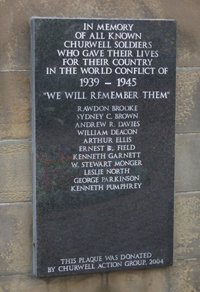 IN MEMORY
OF ALL KNOWN
CHURWELL SOLDIERS
WHO GAVE THEIR LIVES
FOR THEIR COUNTRY
IN THE WORLD CONFLICT OF
1939 - 1945
"WE WILL REMEMBER THEM"
RAWDON BROOKE
SYDNEY C. BROWN
ANDREW R. DAVIES
WILLIAM DEACON
ARTHUR ELLIS
ERNEST B. FIELD
KENNETH GARNETT
W. STEWART MONGER
LESLIE NORTH
GEORGE PARKINSON
KENNETH PUMPHREY
THIS PLAQUE WAS DONATED
BY CHURWELL ACTION GROUP, 2004